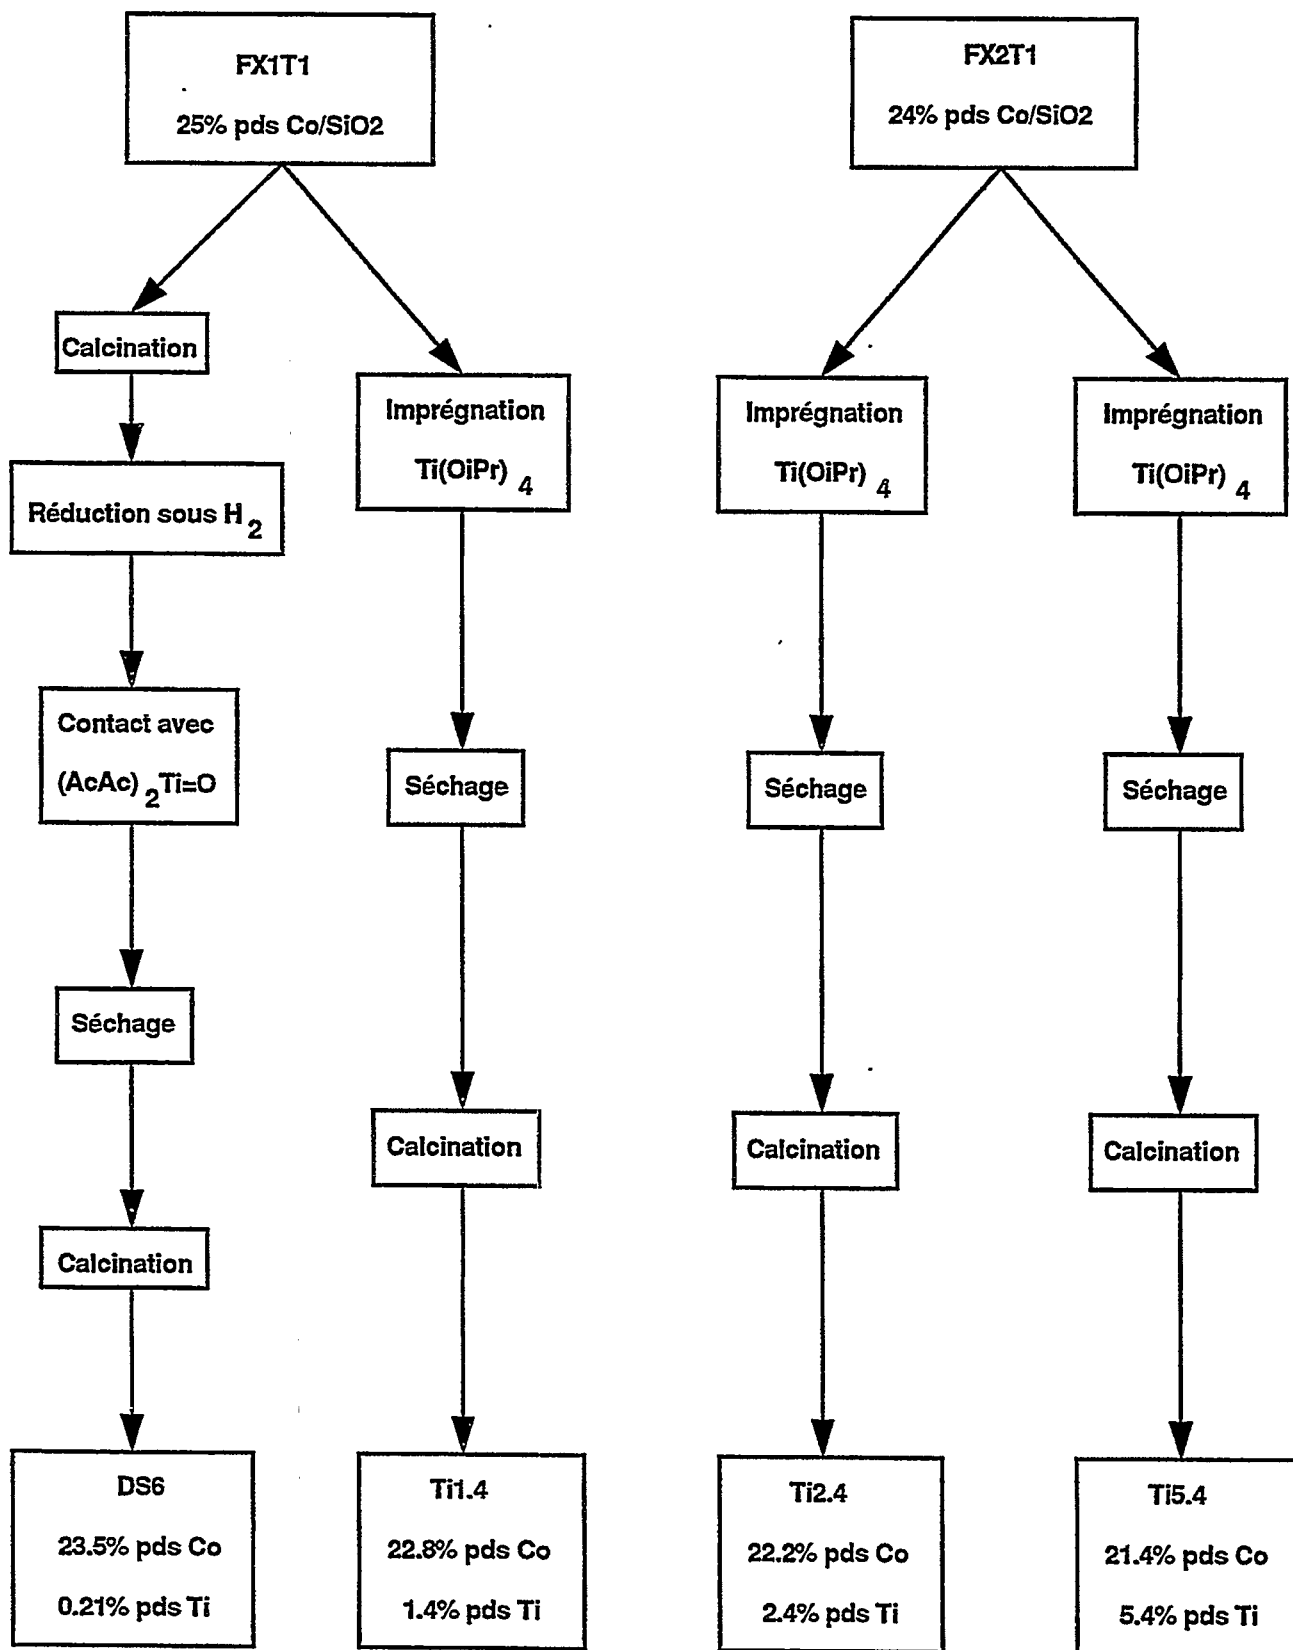 FX1T1
25% pds Co/SiO2
FX2T1
24% pds Co/SiO2
Calcination
Réduction sous H2
Contact avec
(AcAc)2Ti=O
Séchage
Calcination
DS6
23.5% pds Co
0.21% pds Ti
Imprégnation
Ti(OiPr)4
Séchage
Calcination
Ti1.4
22.8% pds Co
1.4% pds Ti
Imprégnation
Ti(OiPr)4
Séchage
Calcination
Ti2.4
22.2% pds Co
2.4% pds Ti
Imprégnation
Ti(OiPr)4
Séchage
Calcination
Ti5.4
21.4% pds Co
5.4% pds Ti